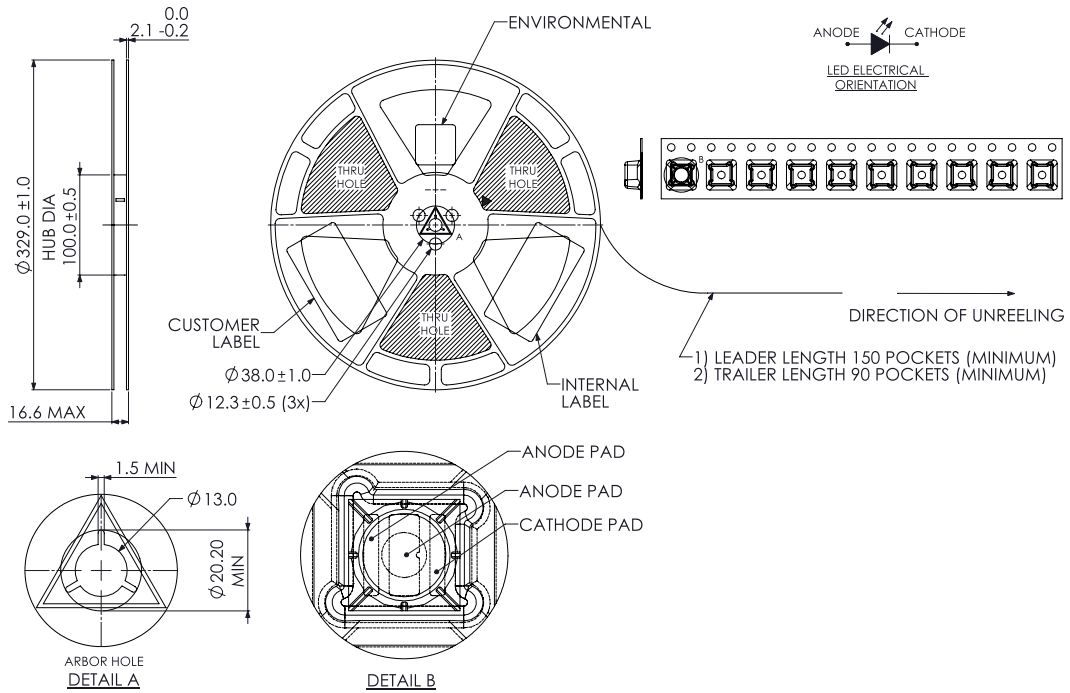 0.0
2.1 -0.2
ENVIRONMENTAL
ANODE
CATHODE
LED ELECTRICAL
ORIENTATION
THRU
HOLE
THRU
HOLE
B
Ø329.0 ±1.0
HUB DIA
100.0 ±0.5
A
THRU
HOLE
CUSTOMER
LABEL
Ø38.0±1.0
Ø12.3±0.5 (3x)
INTERNAL
LABEL
DIRECTION OF UNREELING
1) LEADER LENGTH 150 POCKETS (MINIMUM)
2) TRAILER LENGTH 90 POCKETS (MINIMUM)
16.6 MAX
1.5 MIN
Ø13.0
Ø20.20
MIN
ARBOR HOLE
DETAIL A
ANODE PAD
ANODE PAD
CATHODE PAD
DETAIL B